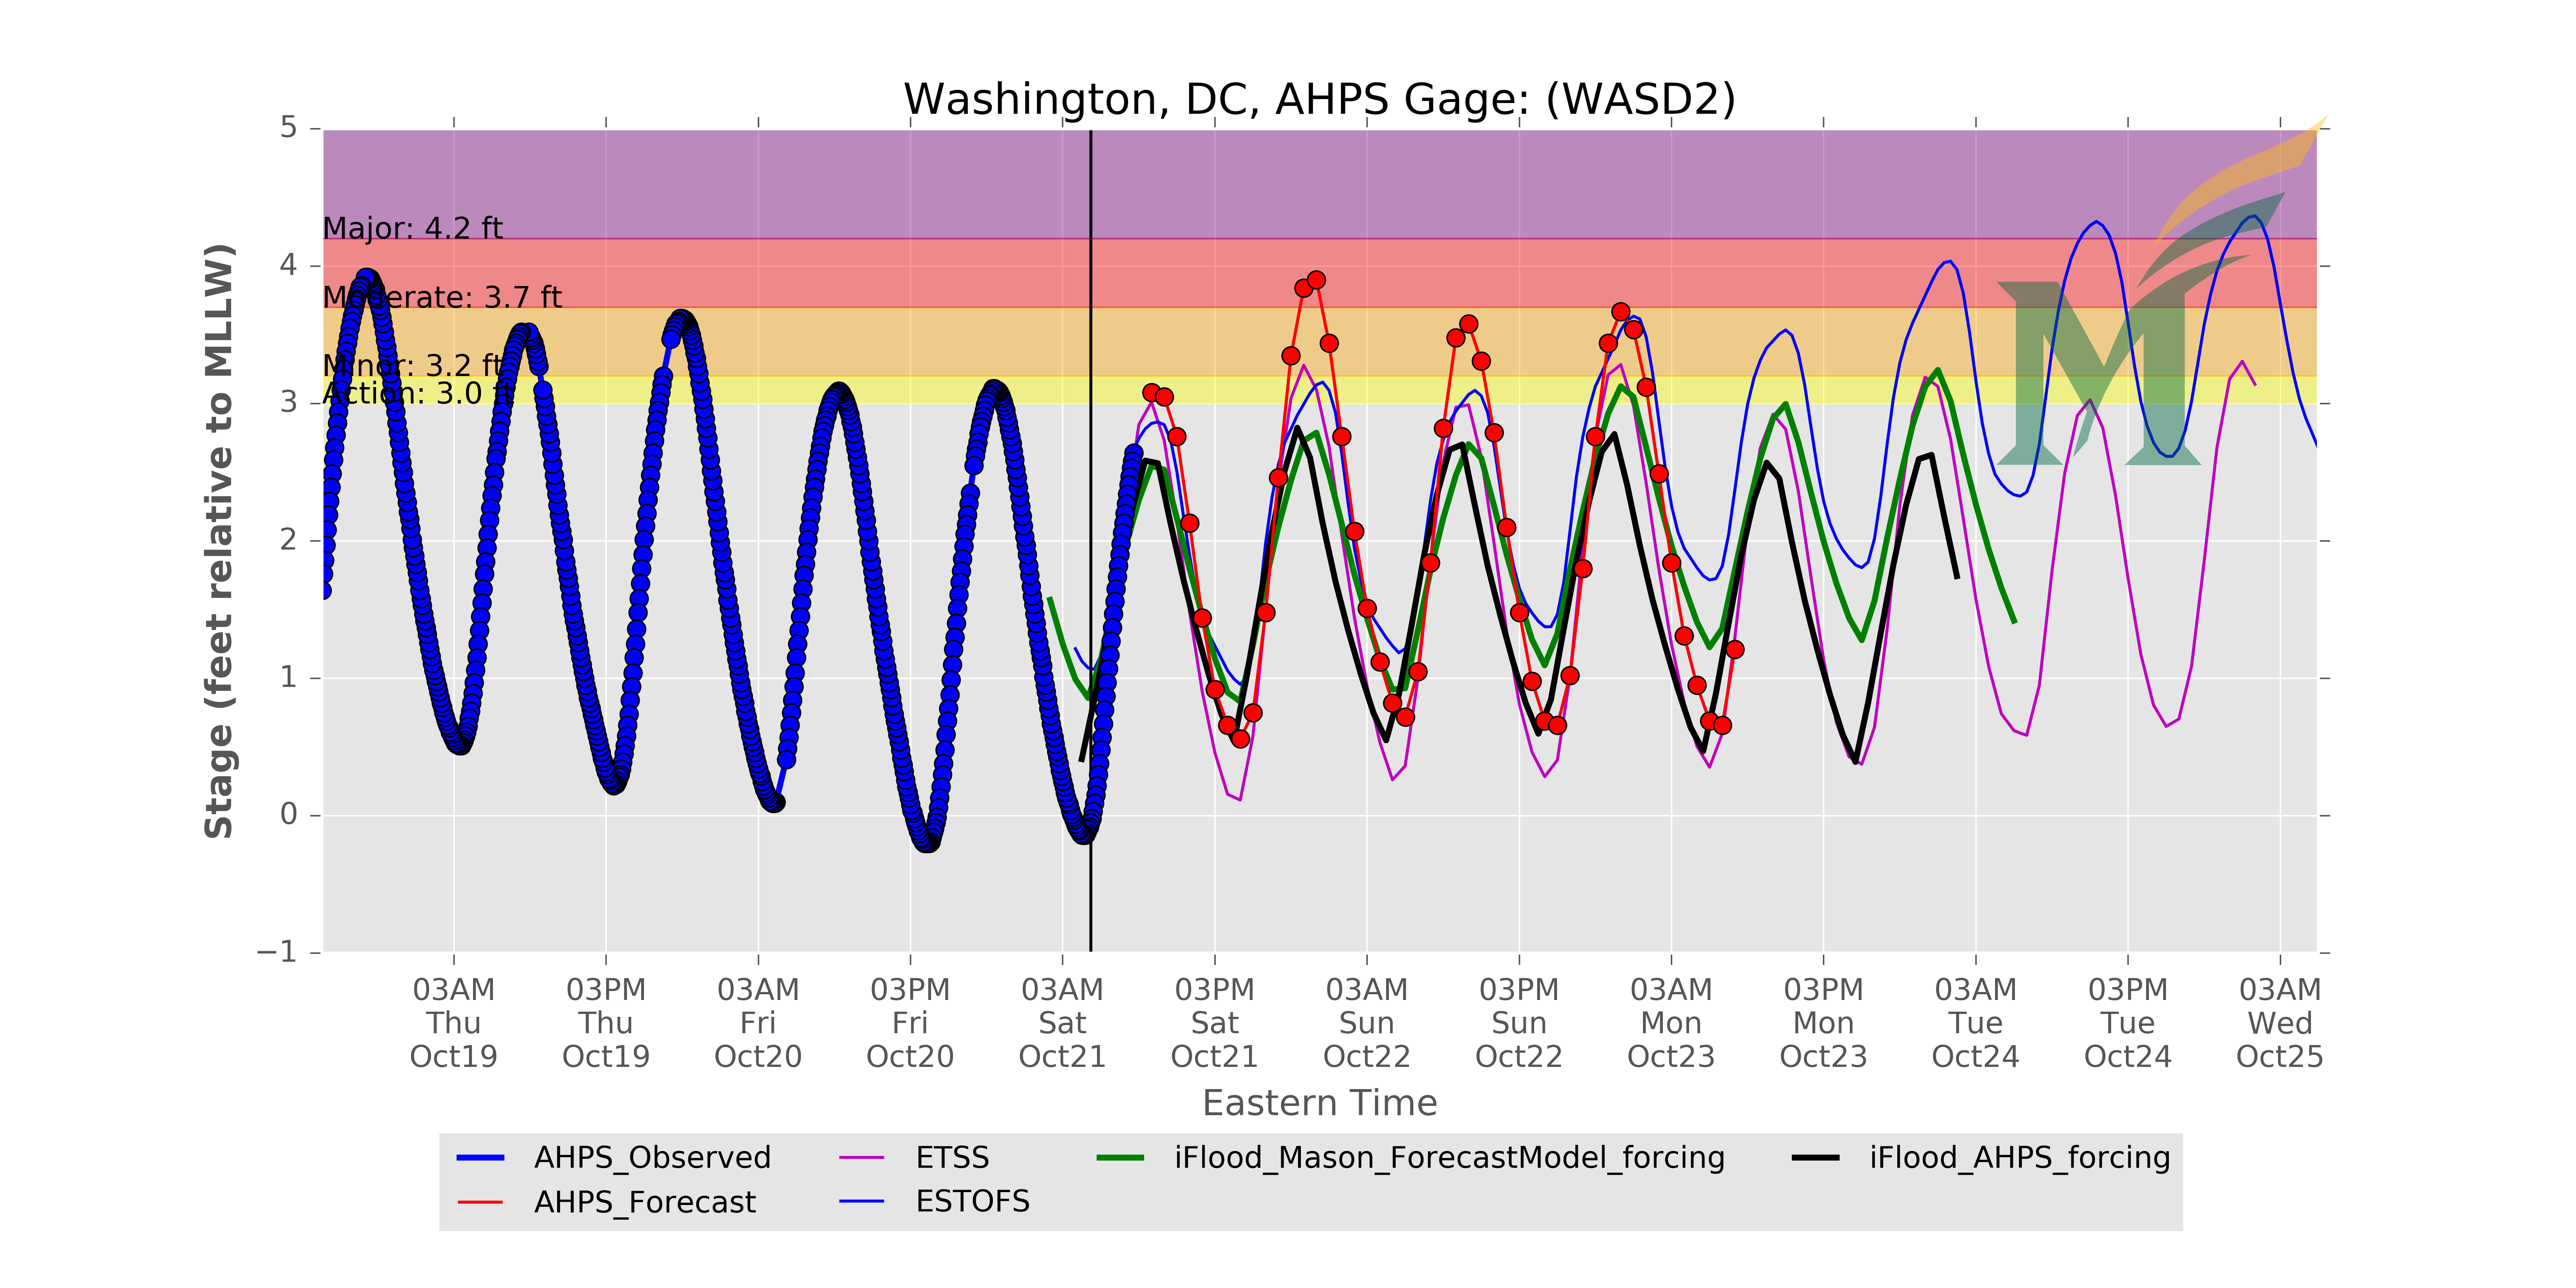 Washington, DC, AHPS Gage: (WASD2)
5
4
3
2
1
0
−1
Stage (feet relative to MLLW)
Major: 4.2 ft
Moderate: 3.7 ft
Minor: 3.2 ft
Action: 3.0 ft
M
03AM 03PM 03AM 03PM 03AM 03PM 03AM 03PM 03AM 03PM 03AM 03PM 03AM
Thu Thu Fri Fri Sat Sat Sun Sun Mon Mon Tue Tue Wed
Oct19 Oct19 Oct20 Oct20 Oct21 Oct21 Oct22 Oct22 Oct23 Oct23 Oct24 Oct24 Oct25
Eastern Time
AHPS_Observed ETSS iFlood_Mason_ForecastModel_forcing iFlood_AHPS_forcing
AHPS_Forecast ESTOFS